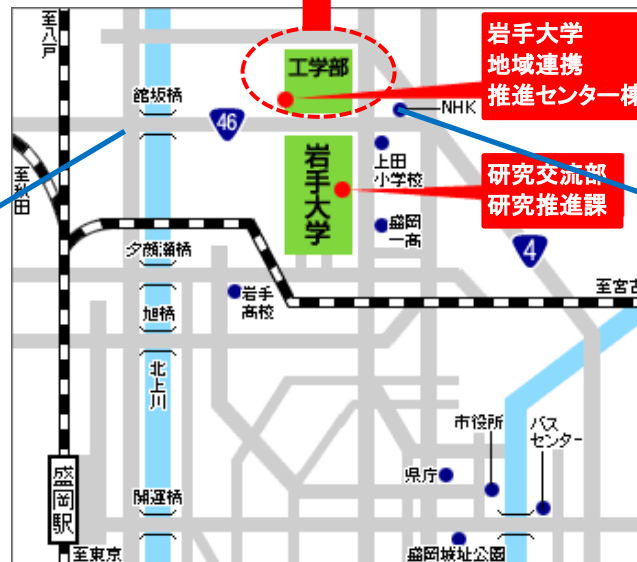 至八戸
工学部
岩手大学
地域連携
推進センター棟
館坂橋
46
NHK
至秋田
上田
小学校
岩手大学
研究交流部
研究推進課
盛岡
一高
夕顔瀬橋
4
岩手
高校
至宮古
旭橋
北上川
市役所
バス
センター
県庁
盛岡駅
開運橋
至東京
盛岡城址公園